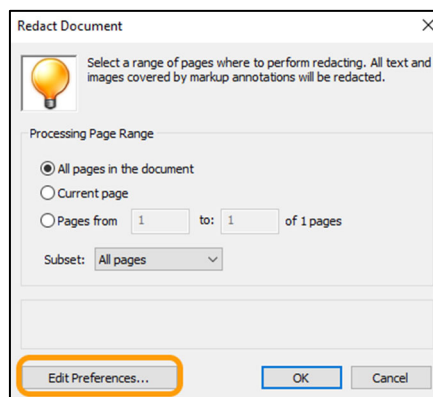 Redact Document
Select a range of pages where to perform redacting. All text and
images covered by markup annotations will be redacted.
Processing Page Range
All pages in the document
Current page
Pages from 1 to: 1 of 1 pages
Subset: All pages
Edit Preferences... OK Cancel